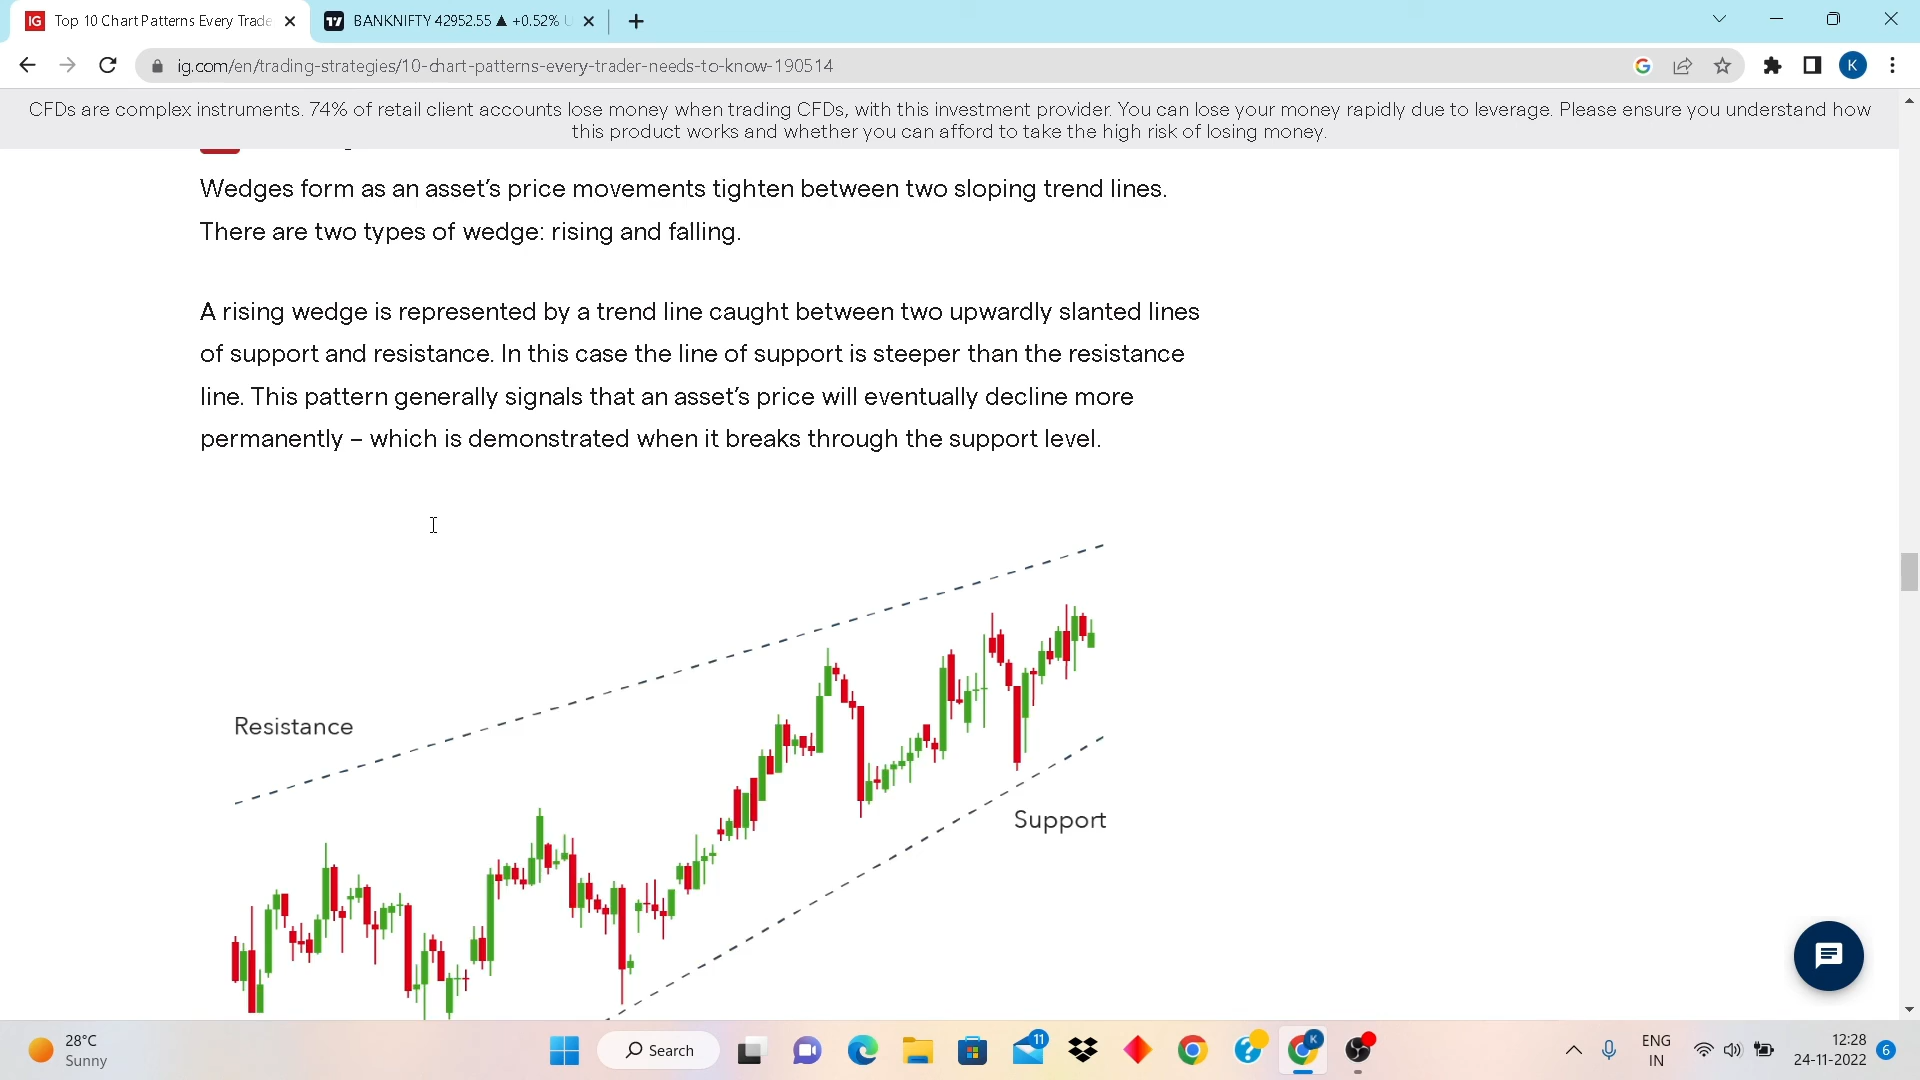 IG Top 10 Chart Patterns Every Trade
BANKNIFTY 42952.55 ▲ +0.52%
ig.com/en/trading-strategies/10-chart-patterns-every-trader-needs-to-know-190514
K
CFDs are complex instruments. 74% of retail client accounts lose money when trading CFDs, with this investment provider. You can lose your money rapidly due to leverage. Please ensure you understand how
this product works and whether you can afford to take the high risk of losing money.
Wedges form as an asset’s price movements tighten between two sloping trend lines.
There are two types of wedge: rising and falling.
A rising wedge is represented by a trend line caught between two upwardly slanted lines
of support and resistance. In this case the line of support is steeper than the resistance
line. This pattern generally signals that an asset’s price will eventually decline more
permanently – which is demonstrated when it breaks through the support level.
Resistance
Support
28°C
Sunny
Search
11
K
ENG
IN
12:28
24-11-2022
6